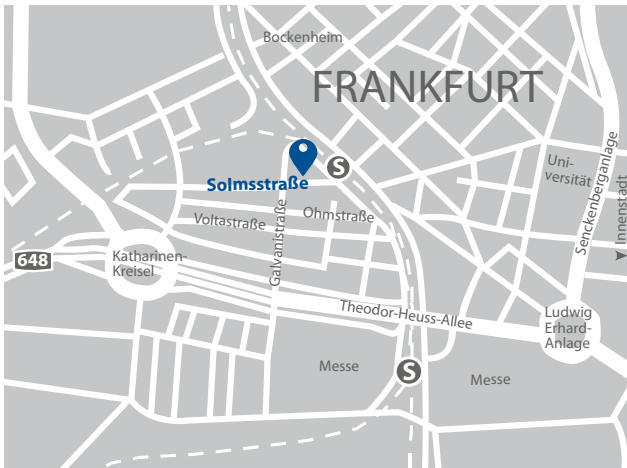 Bockenheim
FRANKFURT
S
Uni-
versität
Senckenberganlage
Innenstadt
Solmsstraße
Voltastraße
Ohmstraße
Galvanistraße
648
Katharinen-
Kreisel
Theodor-Heuss-Allee
Ludwig
Erhard-
Anlage
Messe
S
Messe